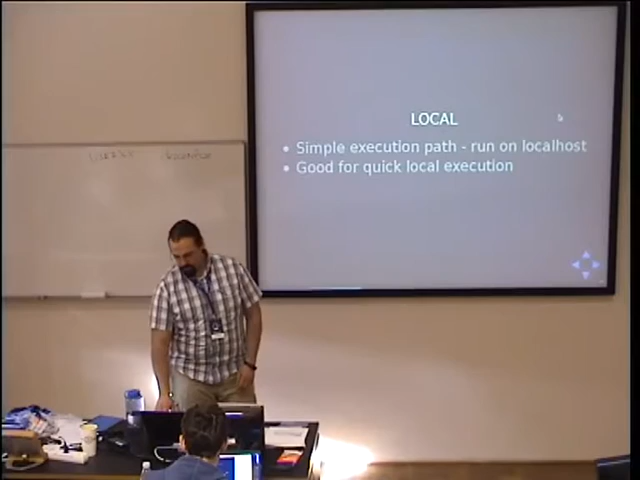 LOCAL
• Simple execution path - run on localhost
• Good for quick local execution